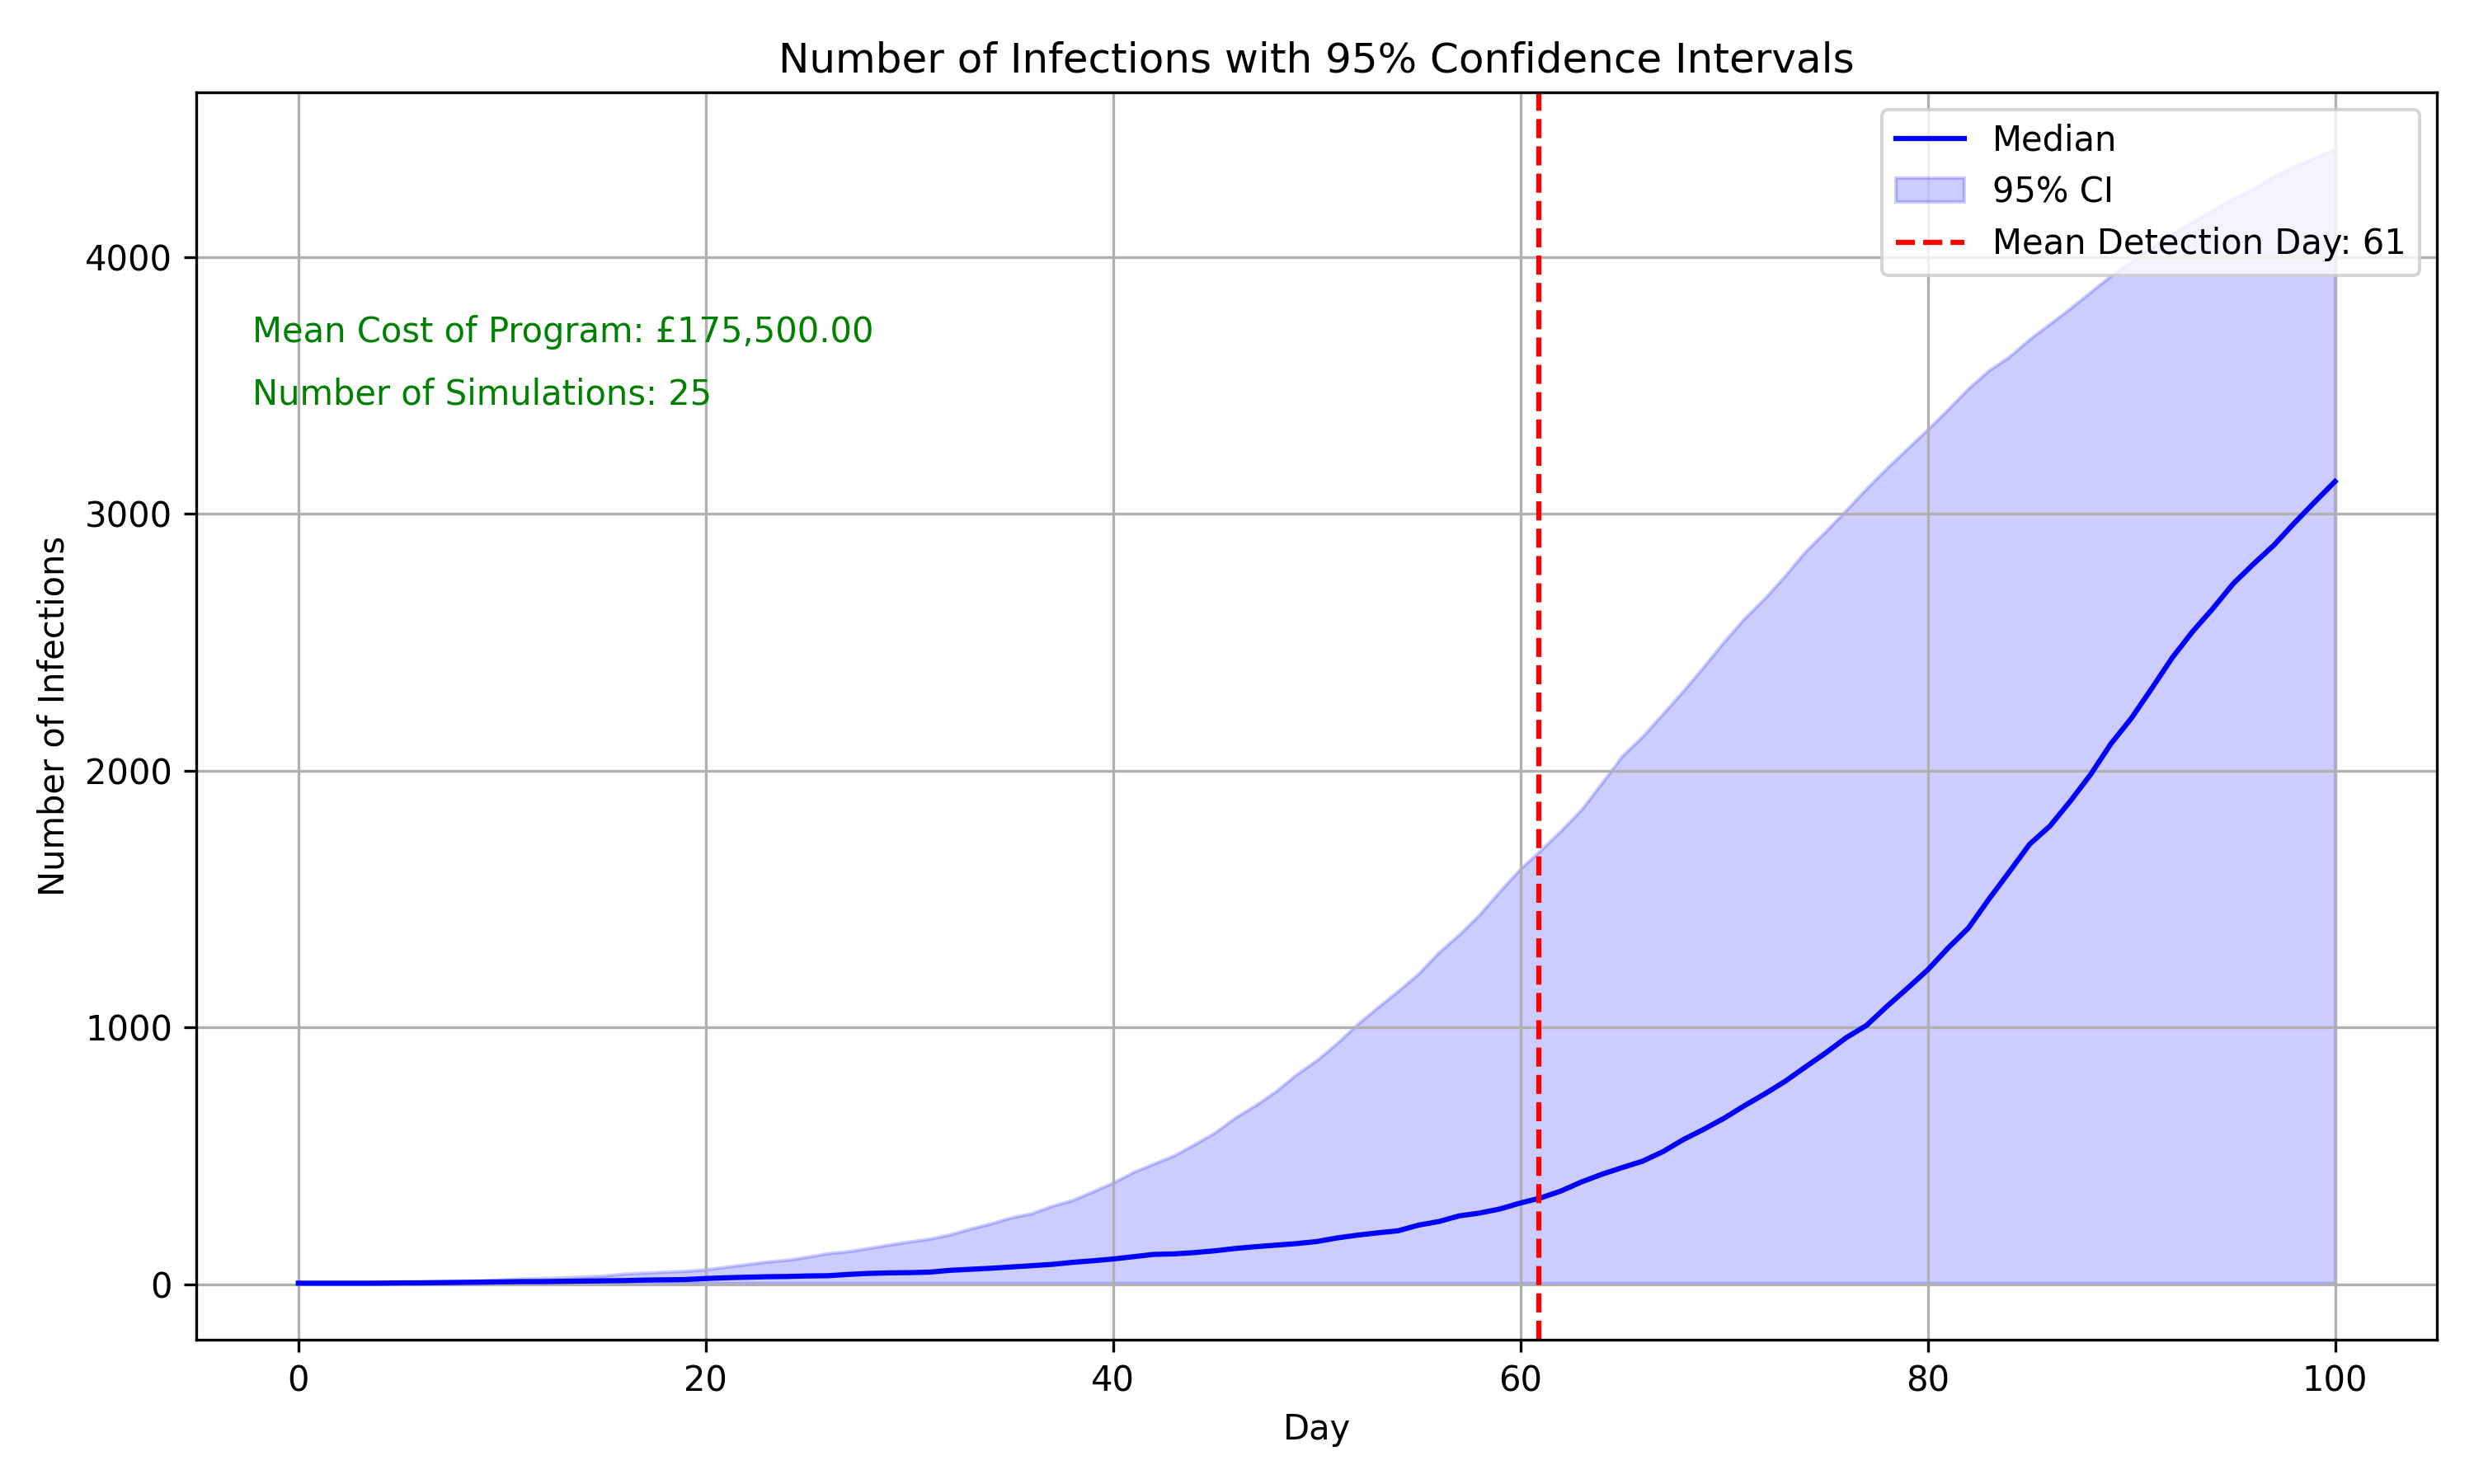 Number of Infections with 95% Confidence Intervals
Median
95% CI
Mean Detection Day: 61
Mean Cost of Program: £175,500.00
Number of Simulations: 25
Number of Infections
4000
3000
2000
1000
0
0 20 40 60 80 100
Day